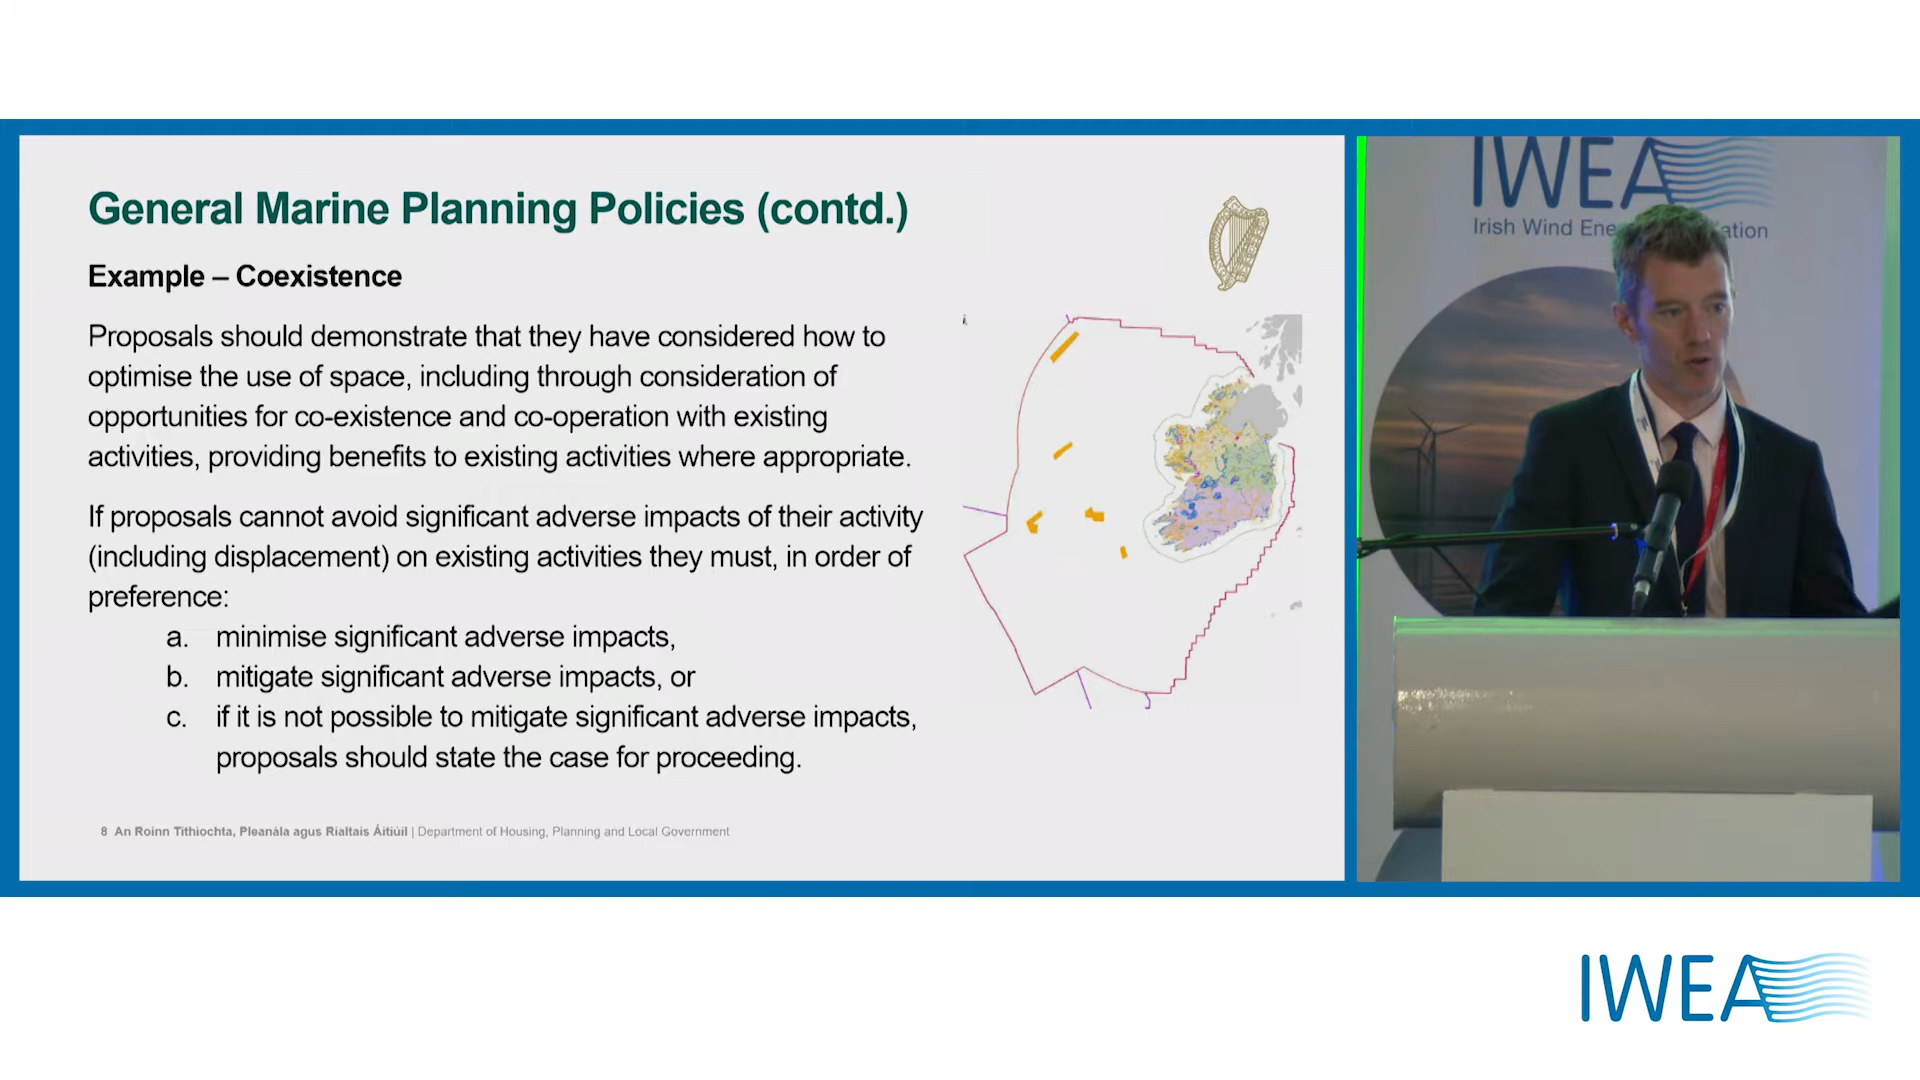 General Marine Planning Policies (contd.)
Example – Coexistence
Proposals should demonstrate that they have considered how to
optimise the use of space, including through consideration of
opportunities for co-existence and co-operation with existing
activities, providing benefits to existing activities where appropriate.
If proposals cannot avoid significant adverse impacts of their activity
(including displacement) on existing activities they must, in order of
preference:
a. minimise significant adverse impacts,
b. mitigate significant adverse impacts, or
c. if it is not possible to mitigate significant adverse impacts,
proposals should state the case for proceeding.
8 An Roinn Tithíochta, Pleanála agus Rialtais Áitiúil | Department of Housing, Planning and Local Government
IWEA
Irish Wind Ene ation
IWEA